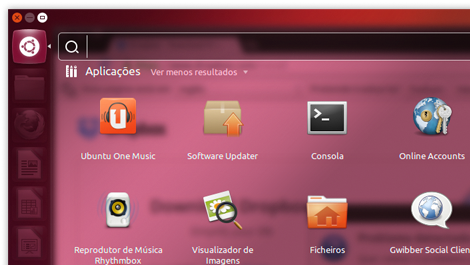 Aplicações Ver menos resultados
Ubuntu One Music Software Updater Consola Online Accounts
Reprodutor de Música Visualizador de Ficheiros Gwibber Social Clien
Rhythmbox Imagens